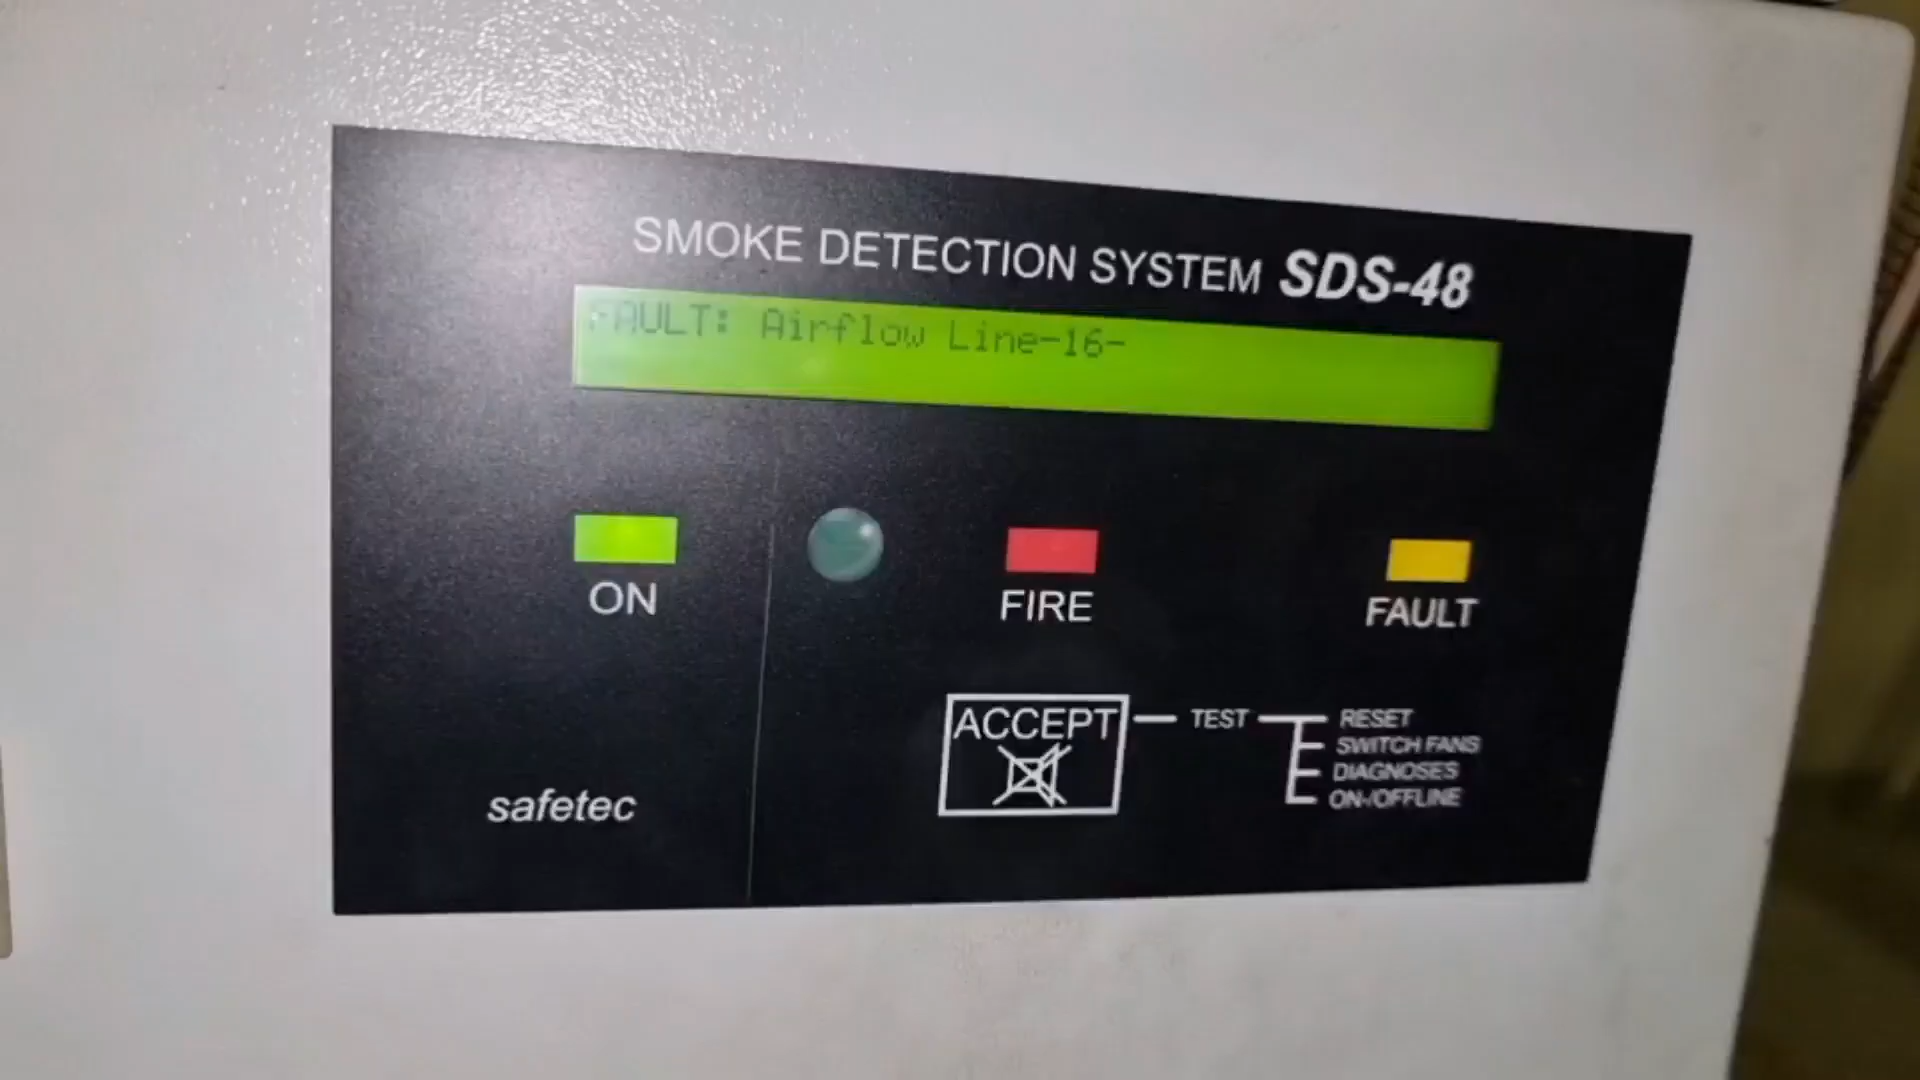 SMOKE DETECTION SYSTEM SDS-48
FAULT: Airflow Line-16-
ON
FIRE
FAULT
ACCEPT
TEST
RESET
SWITCH FANS
DIAGNOSES
ON-/OFFLINE
safetec